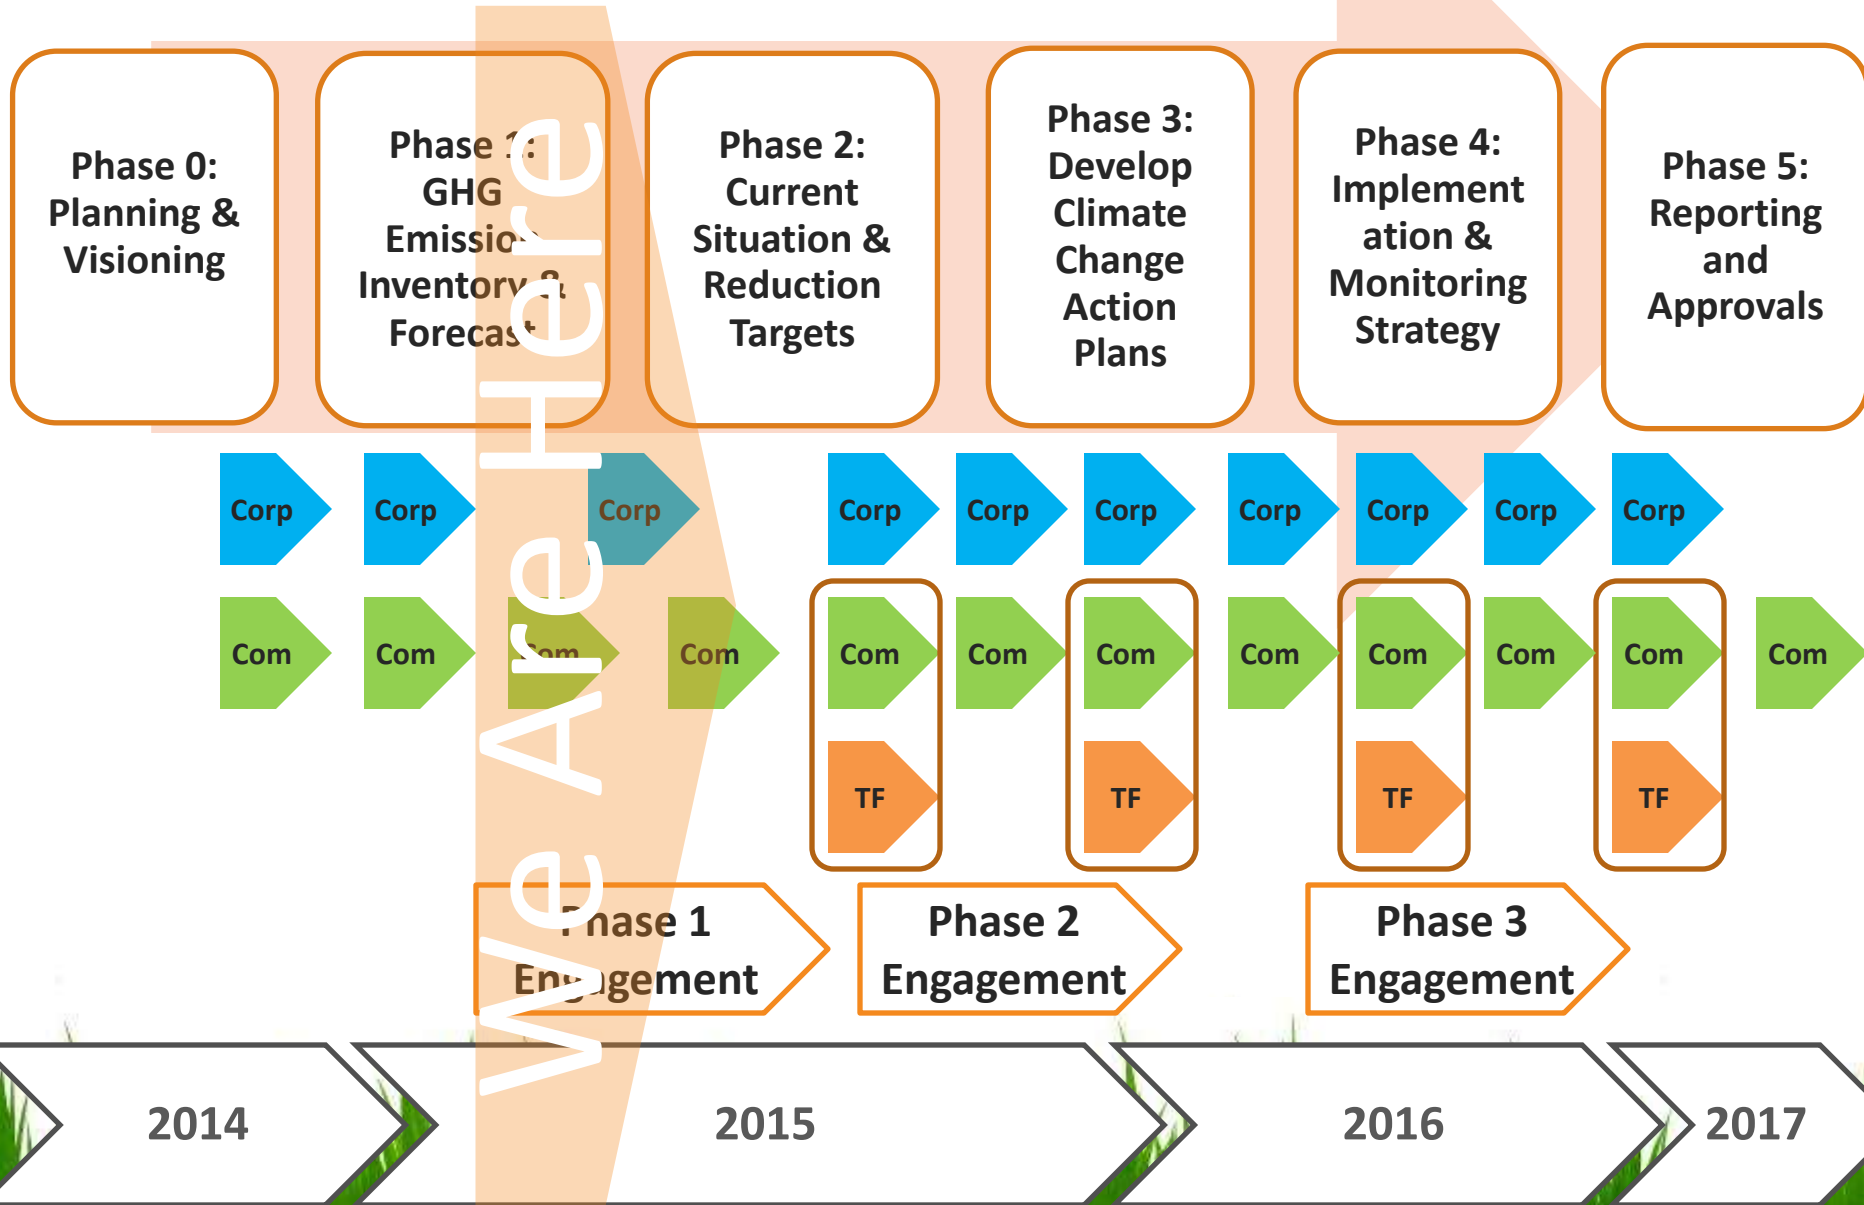 Phase 0:
Planning &
Visioning
Phase 1:
GHG
Emission
Inventory &
Forecast
Phase 2:
Current
Situation &
Reduction
Targets
Phase 3:
Develop
Climate
Change
Action
Plans
Phase 4:
Implement
ation &
Monitoring
Strategy
Phase 5:
Reporting
and
Approvals
We Are Here
Corp
Corp
Corp
Corp
Corp
Corp
Corp
Corp
Corp
Corp
Com
Com
Com
Com
Com
Com
Com
Com
Com
Com
Com
Com
TF
TF
TF
TF
Phase 1
Engagement
Phase 2
Engagement
Phase 3
Engagement
2014
2015
2016
2017